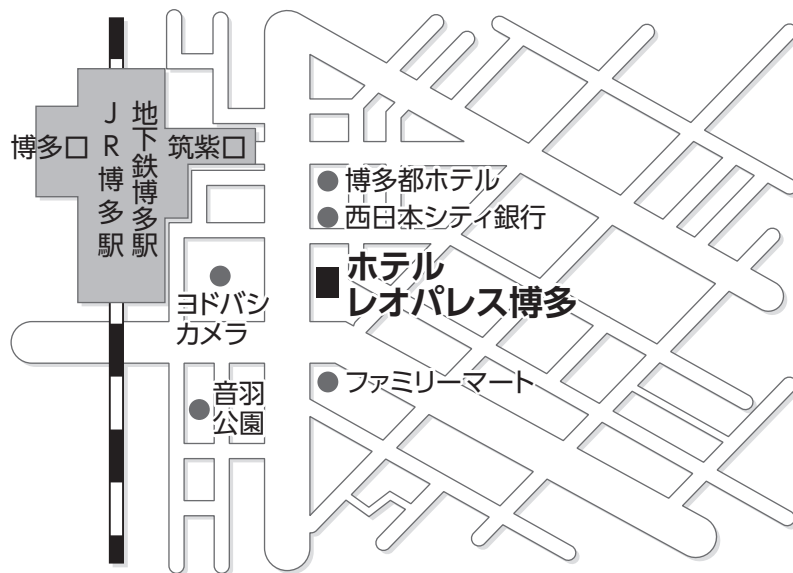 博多口
JR博多駅
地下鉄博多駅
筑紫口
博多都ホテル
西日本シティ銀行
ホテル
レオパレス博多
ヨドバシ
カメラ
ファミリーマート
音羽
公園